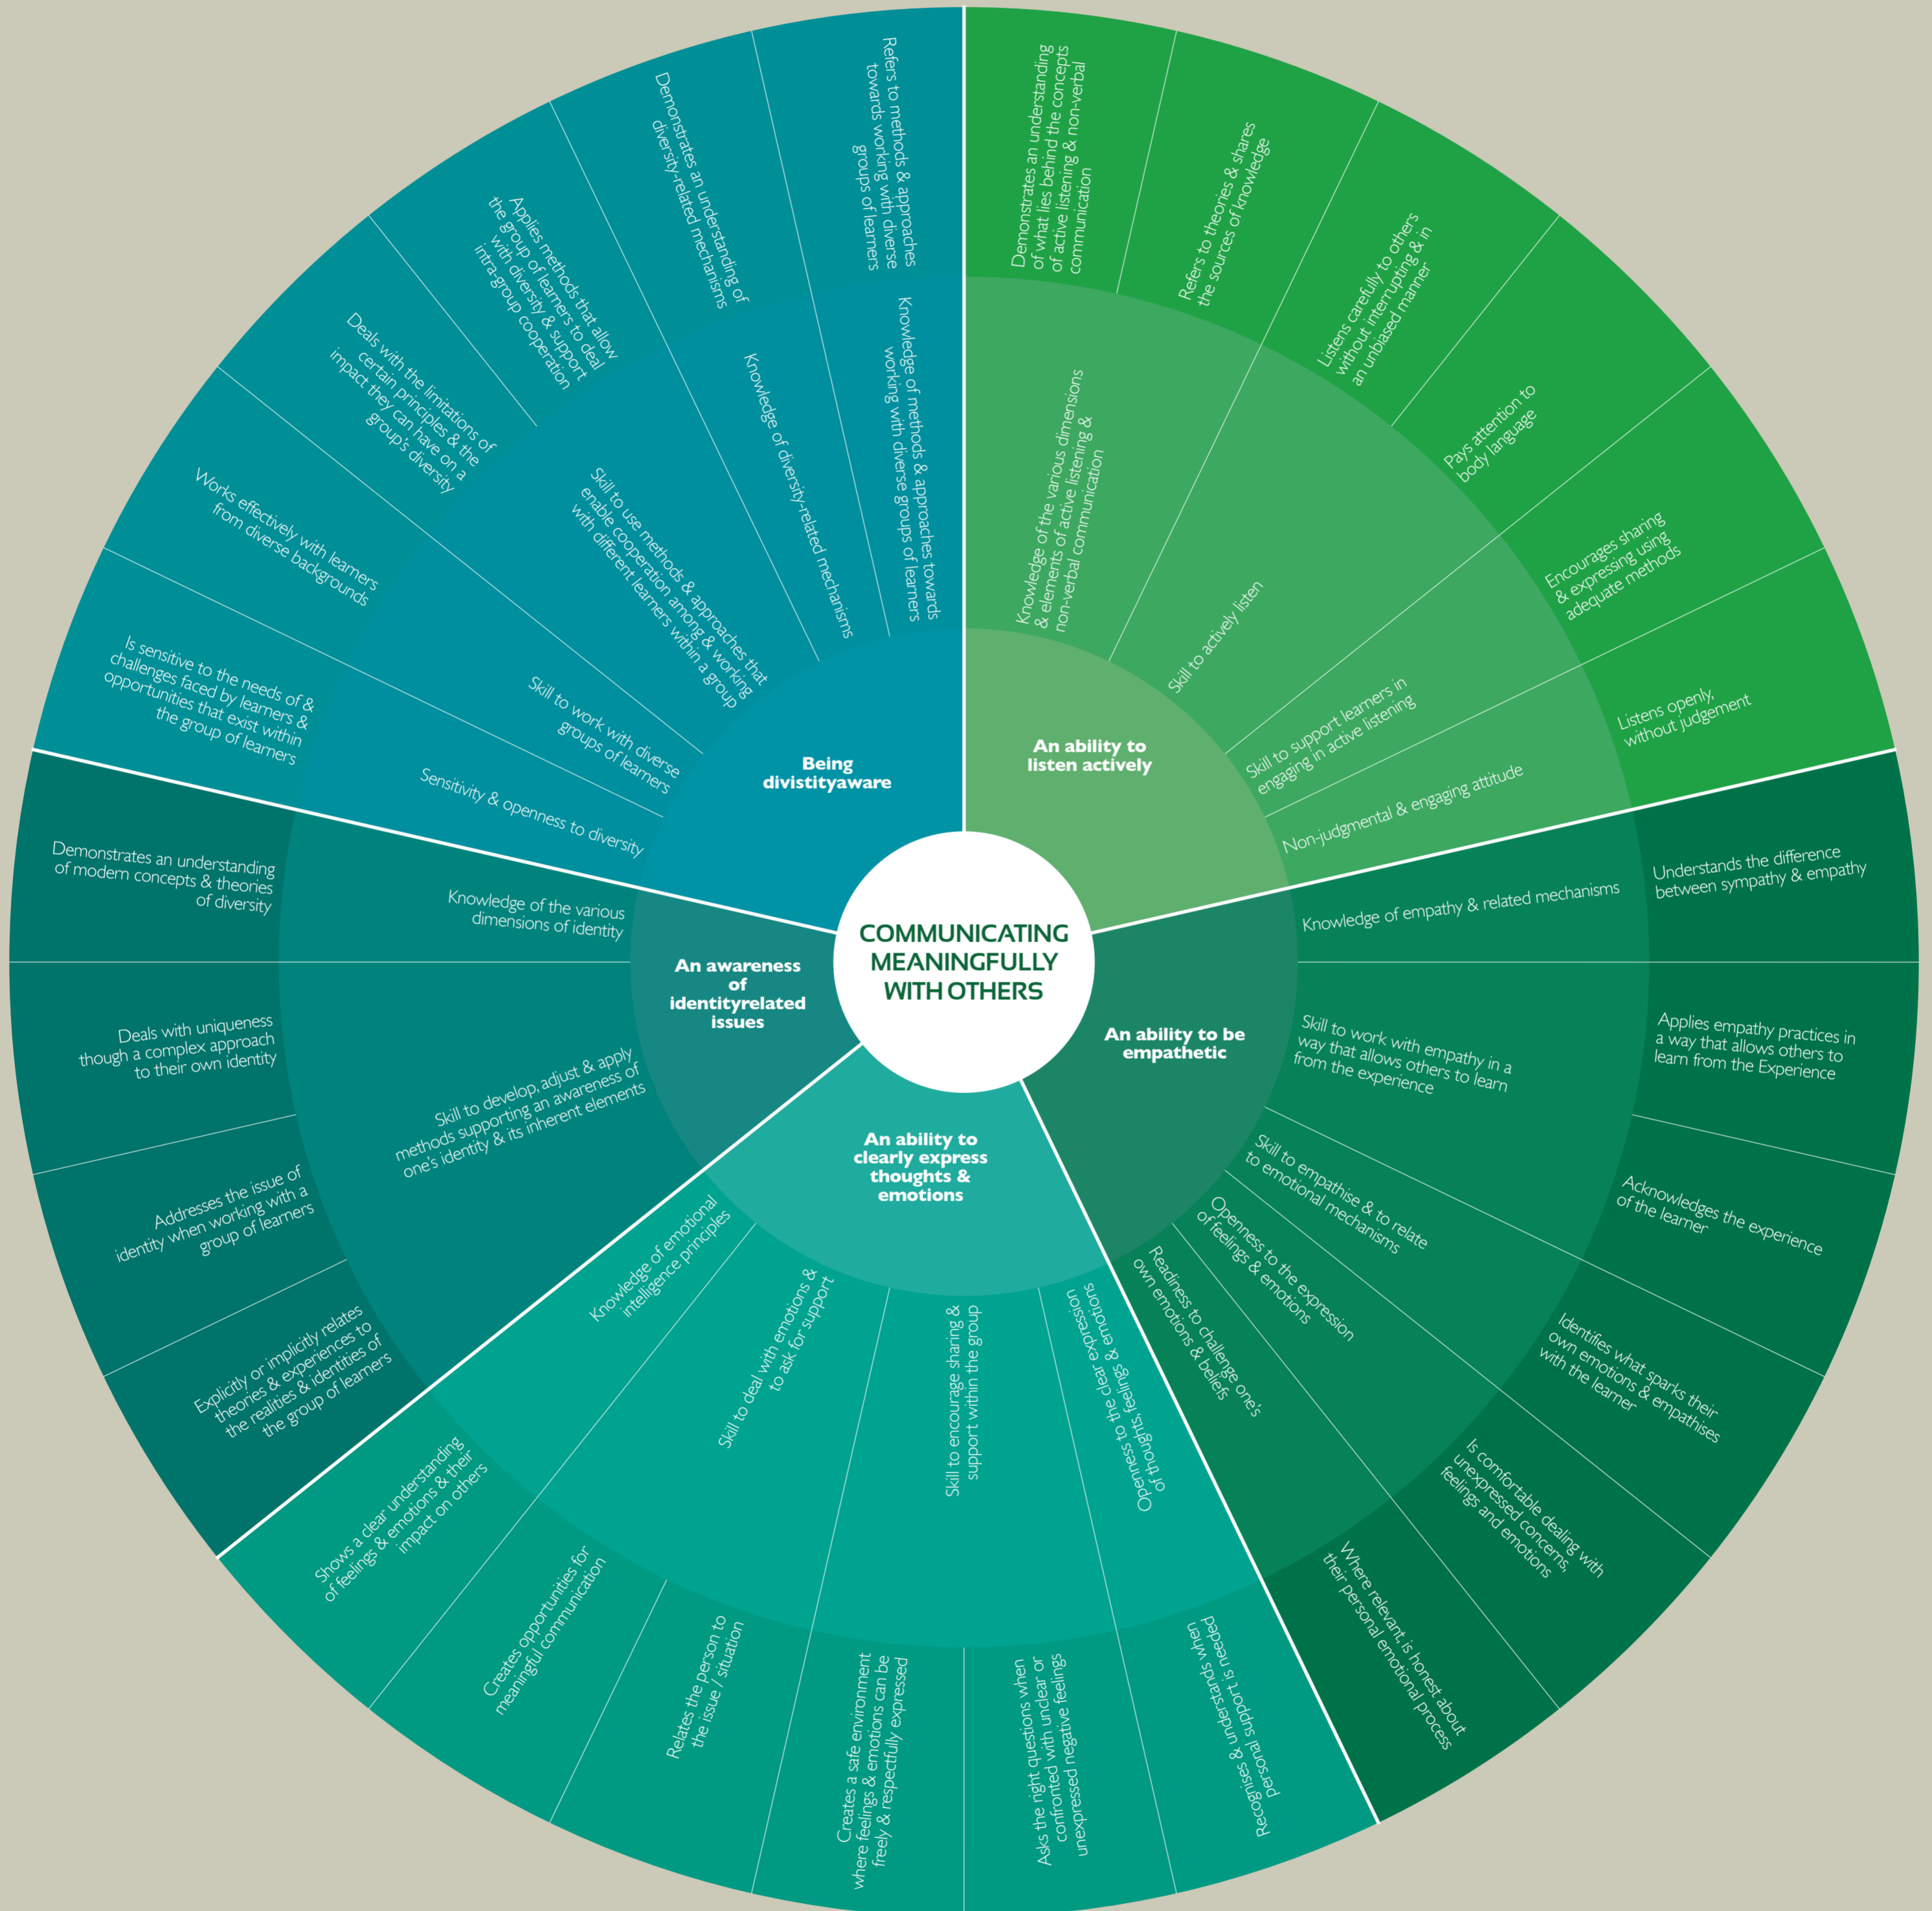 COMMUNICATING
MEANINGFULLY
WITH OTHERS
An ability to
listen actively
Knowledge of the various dimensions
& elements of active listening &
non-verbal communication
Demonstrates an understanding
of what lies behind the concepts
of active listening & non-verbal
communication
Refers to theories & shares
the sources of knowledge
Skill to actively listen
Listens carefully to others
without interrupting & in
an unbiased manner
Pays attention to
body language
Skill to support learners in
engaging in active listening
Encourages sharing
& expressing using
adequate methods
Non-judgmental & engaging attitude
Listens openly,
without judgement
An ability to be
empathetic
Knowledge of empathy & related mechanisms
Understands the difference
between sympathy & empathy
Skill to work with empathy in a
way that allows others to learn
from the experience
Applies empathy practices in
a way that allows others to
learn from the Experience
Acknowledges the experience
of the learner
Skill to empathise & to relate
to emotional mechanisms
Identifies what sparks their
own emotions & empathises
with the learner
Openness to the expression
of feelings & emotions
Is comfortable dealing with
unexpressed concerns,
feelings and emotions
Readiness to challenge one's
own emotions & beliefs
Where relevant, is honest about
their personal emotional process
An ability to
clearly express
thoughts &
emotions
Openness to the clear expression
of thoughts, feelings & emotions
Recognises & understands when
personal support is needed
Skill to encourage sharing &
support within the group
Asks the right questions when
confronted with unclear or
unexpressed negative feelings
Creates a safe environment
where feelings & emotions can be
freely & respectfully expressed
Skill to deal with emotions &
to ask for support
Relates the person to
the issue / situation
Creates opportunities for
meaningful communication
Knowledge of emotional
intelligence principles
Shows a clear understanding
of feelings & emotions & their
impact on others
An awareness
of
identityrelated
issues
Skill to develop, adjust & apply
methods supporting an awareness of
one's identity & its inherent elements
Explicitly or implicitly relates
theories & experiences to
the realities & identities of
the group of learners
Addresses the issue of
identity when working with a
group of learners
Deals with uniqueness
though a complex approach
to their own identity
Knowledge of the various
dimensions of identity
Demonstrates an understanding
of modern concepts & theories
of diversity
Being
divistityaware
Sensitivity & openness to diversity
Is sensitive to the needs of &
challenges faced by learners &
opportunities that exist within
the group of learners
Skill to work with diverse
groups of learners
Works effectively with learners
from diverse backgrounds
Skill to use methods & approaches that
enable cooperation among & working
with different learners within a group
Deals with the limitations of
certain principles & the
impact they can have on a
group's diversity
Applies methods that allow
the group of learners to deal
with diversity & support
intra-group cooperation
Knowledge of diversity-related mechanisms
Demonstrates an understanding of
diversity-related mechanisms
Knowledge of methods & approaches towards
working with diverse groups of learners
Refers to methods & approaches
towards working with diverse
groups of learners